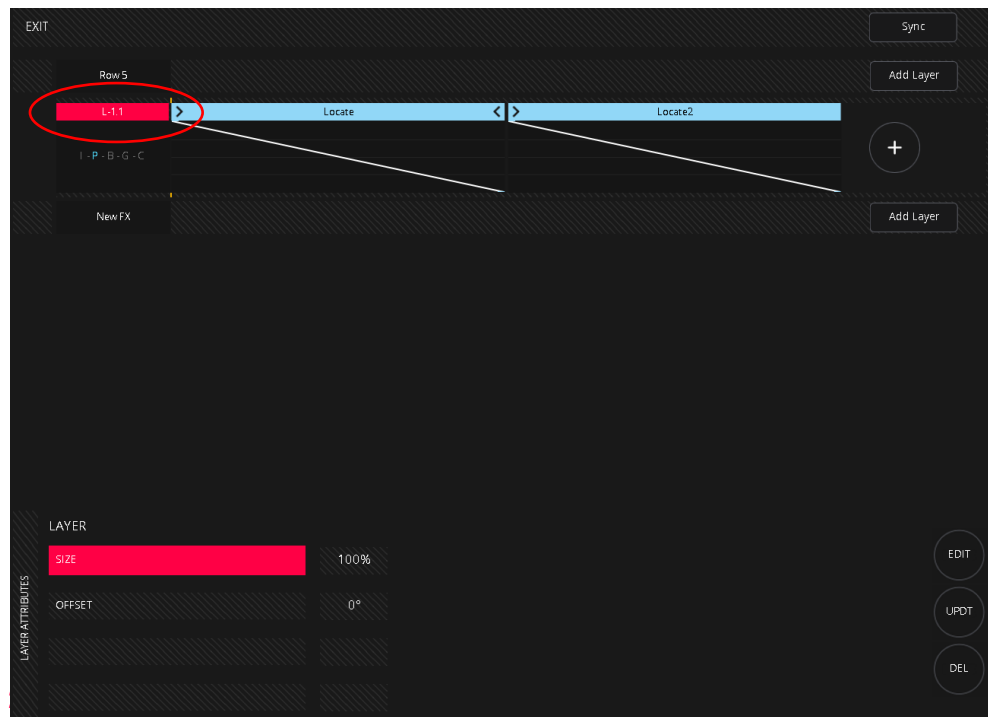 EXIT
Sync
Row 5
Add Layer
L-1.1
> Locate <
> Locate2
I - P - B - G - C
+
New FX
Add Layer
LAYER
SIZE
100%
EDIT
OFFSET
0°
UPDT
LAYER ATTRIBUTES
DEL